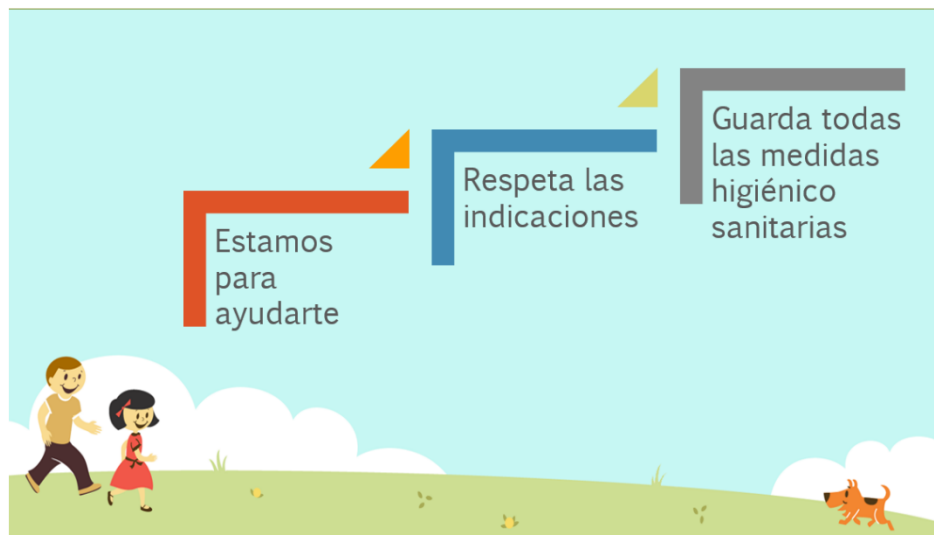 Estamos
para
ayudarte
Respeta las
indicaciones
Guarda todas
las medidas
higiénico
sanitarias